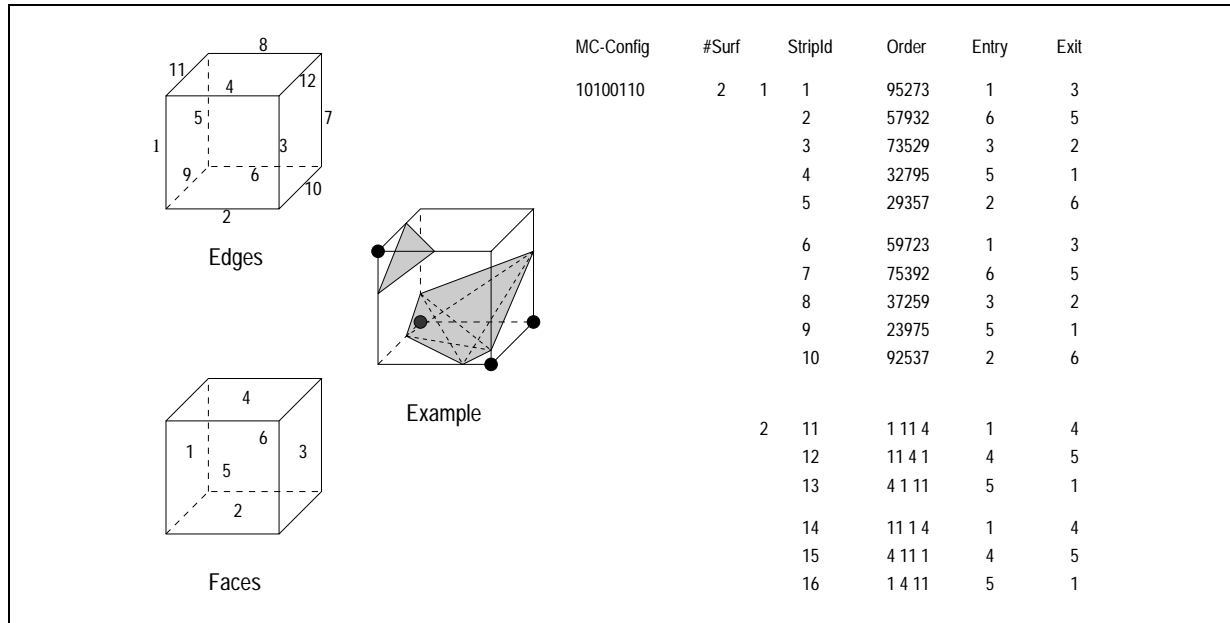 8
11
12
4
5
7
1
3
9
6
10
2
Edges
4
6
1
3
5
2
Faces
Example
MC-Config #Surf StripId Order Entry Exit
10100110 2 1 1 95273 1 3
2 57932 6 5
3 73529 3 2
4 32795 5 1
5 29357 2 6
6 59723 1 3
7 75392 6 5
8 37259 3 2
9 23975 5 1
10 92537 2 6
2 11 1 11 4 1 4
12 11 4 1 4 5
13 4 1 11 5 1
14 11 1 4 1 4
15 4 11 1 4 5
16 1 4 11 5 1